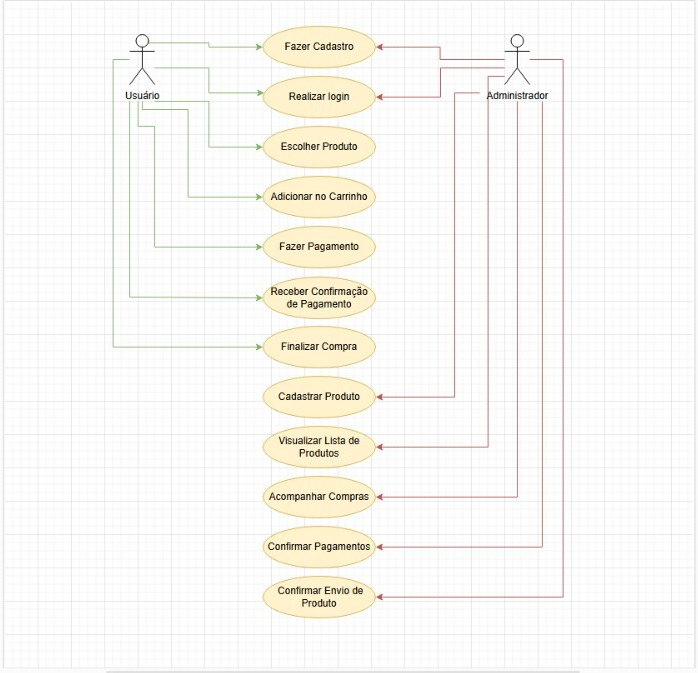 Fazer Cadastro
Usuário
Administrador
Realizar login
Escolher Produto
Adicionar no Carrinho
Fazer Pagamento
Receber Confirmação
de Pagamento
Finalizar Compra
Cadastrar Produto
Visualizar Lista de
Produtos
Acompanhar Compras
Confirmar Pagamentos
Confirmar Envio de
Produto